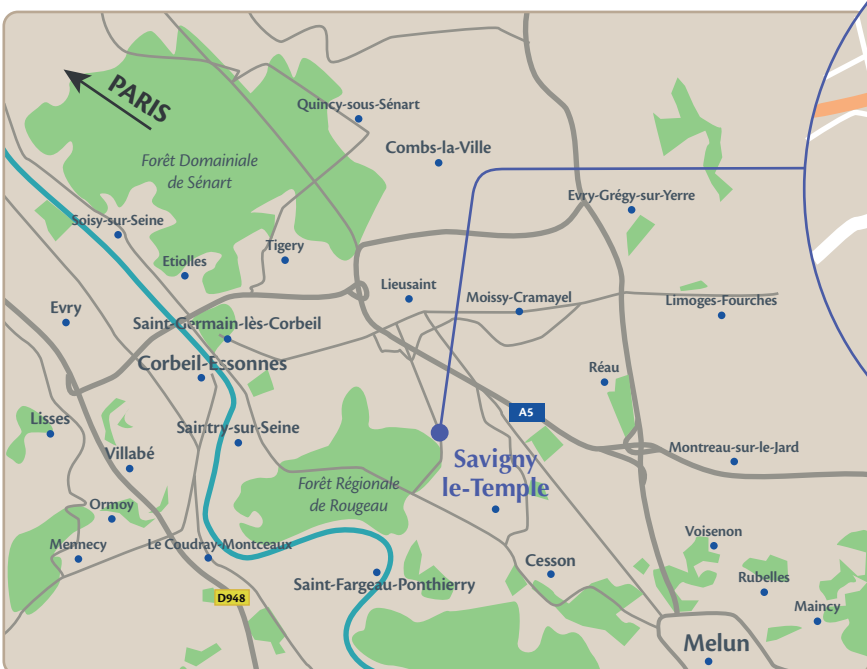 PARIS
Quincy-sous-Sénart
Combs-la-Ville
Forêt Domainiale
de Sénart
Evry-Grégy-sur-Yerre
Soisy-sur-Seine
Tigery
Etiolles
Lieusaint
Moissy-Cramayel
Limoges-Fourches
Evry
Saint-Germain-lès-Corbeil
Corbeil-Essonnes
Réau
A5
Lisses
Saintry-sur-Seine
Villabé
Savigny
le-Temple
Montreau-sur-le-Jard
Forêt Régionale
de Rougeau
Ormoy
Mennecy
Le Coudray-Montceaux
Voisenon
Cesson
Saint-Fargeau-Ponthierry
Rubelles
D948
Maincy
Melun